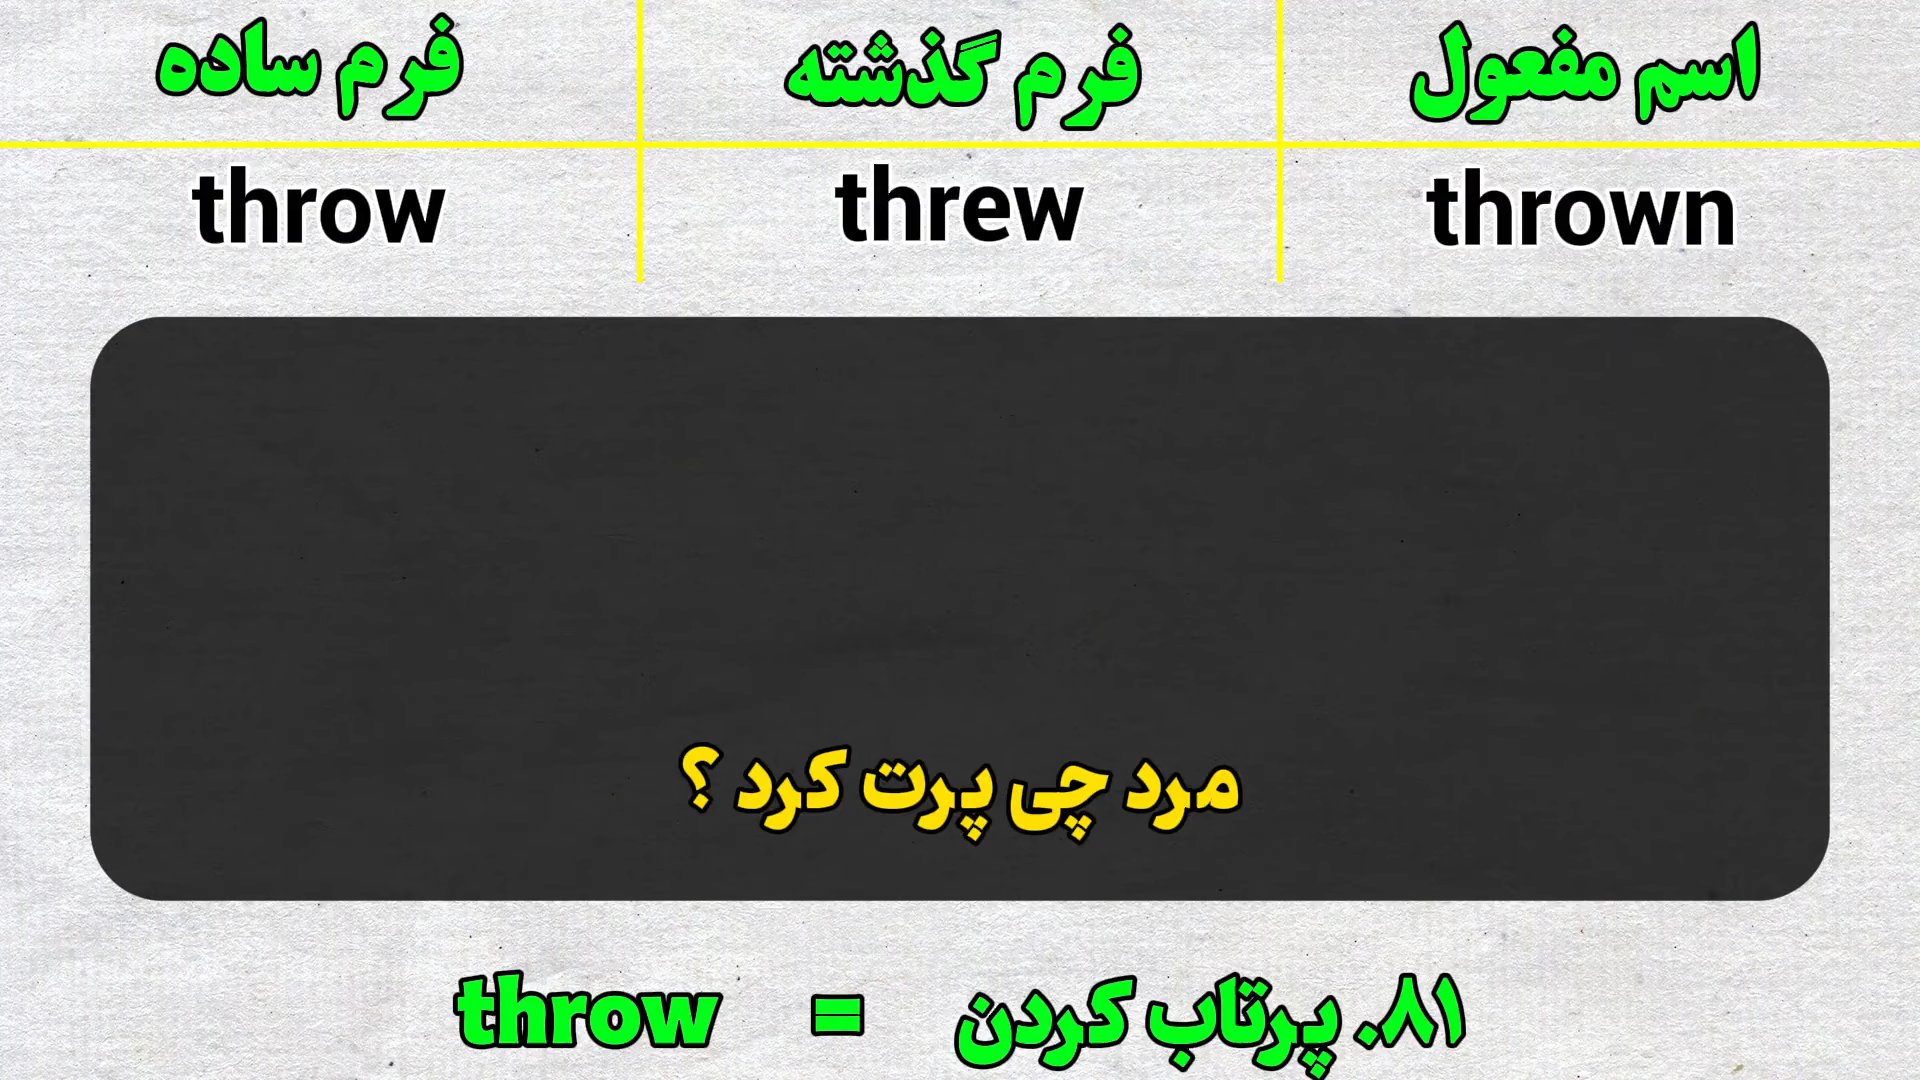 فرم ساده فرم گذشته اسم مفعول
throw threw thrown
مرد چی پرت کرد ؟
۸۱. پرتاب کردن = throw